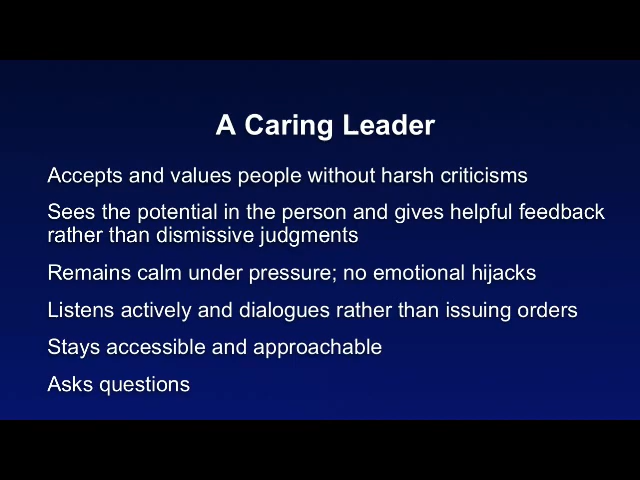 A Caring Leader
Accepts and values people without harsh criticisms
Sees the potential in the person and gives helpful feedback
rather than dismissive judgments
Remains calm under pressure; no emotional hijacks
Listens actively and dialogues rather than issuing orders
Stays accessible and approachable
Asks questions